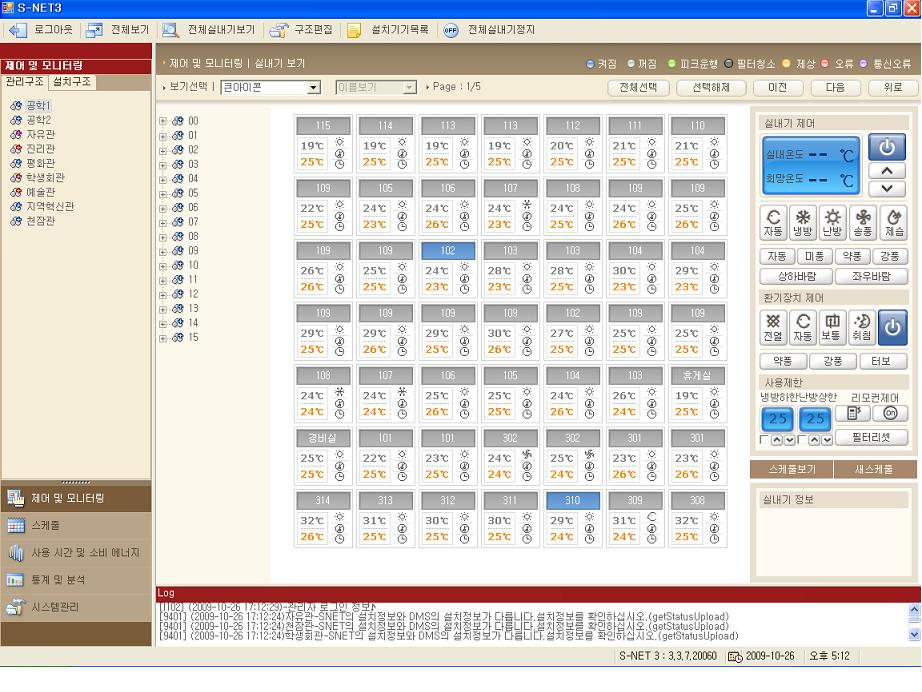 S-NET3
로그아웃 전체보기 전체실내기보기 구조편집 설치기기목록 OFF 전체실내기정지
제어 및 모니터링
관리구조 설치구조
공학1
공학2
자유관
진리관
평화관
학생회관
예술관
지역혁신관
천잠관
제어 및 모니터링
스케줄
사용 시간 및 소비 에너지
통계 및 분석
시스템관리
제어 및 모니터링 | 실내기 보기
켜짐 꺼짐 피크운행 필터청소 제상 오류 통신오류
보기선택 | 큰아이콘 이름보기 Page : 1/5
전체선택 선택해제 이전 다음 위로
00
01
02
03
04
05
06
07
08
09
10
11
12
13
14
15
115 114 113 113 112 111 110
19℃ 19℃ 19℃ 19℃ 20℃ 21℃ 21℃
25℃ 25℃ 25℃ 25℃ 25℃ 25℃ 25℃
109 105 106 107 108 109 109
22℃ 24℃ 24℃ 24℃ 24℃ 24℃ 25℃
25℃ 23℃ 26℃ 23℃ 25℃ 25℃ 26℃
109 109 102 103 103 104 104
26℃ 25℃ 24℃ 28℃ 28℃ 30℃ 29℃
26℃ 25℃ 23℃ 23℃ 25℃ 25℃ 23℃
109 109 109 109 102 109 109
29℃ 29℃ 29℃ 30℃ 27℃ 25℃ 25℃
25℃ 26℃ 25℃ 26℃ 25℃ 25℃ 25℃
108 107 106 105 104 103 휴게실
24℃ 24℃ 25℃ 25℃ 24℃ 26℃ 19℃
24℃ 24℃ 26℃ 25℃ 24℃ 24℃ 25℃
경비실 101 101 302 302 301 301
25℃ 22℃ 23℃ 24℃ 25℃ 23℃ 23℃
25℃ 25℃ 25℃ 24℃ 24℃ 26℃ 26℃
314 313 312 311 310 309 308
32℃ 31℃ 30℃ 30℃ 29℃ 31℃ 32℃
26℃ 25℃ 25℃ 25℃ 24℃ 24℃ 25℃
실내기 제어
실내온도 -- ℃
희망온도 -- ℃
자동 냉방 난방 송풍 제습
자동 미풍 약풍 강풍
상하바람 좌우바람
환기장치 제어
전열 자동 보통 취침
약풍 강풍 터보
사용제한
냉방하한 난방상한 리모컨제어
25 25
필터리셋
스케줄보기 새스케줄
실내기 정보
Log
[1102] (2009-10-26 17:12:29)-관리자 로그인 정보
[9401] (2009-10-26 17:12:24)자유관-SNET의 설치정보와 DMS의 설치정보가 다릅니다.설치정보를 확인하십시오.(getStatusUpload)
[9401] (2009-10-26 17:12:24)천잠관-SNET의 설치정보와 DMS의 설치정보가 다릅니다.설치정보를 확인하십시오.(getStatusUpload)
[9401] (2009-10-26 17:12:24)학생회관-SNET의 설치정보와 DMS의 설치정보가 다릅니다.설치정보를 확인하십시오.(getStatusUpload)
S-NET 3 : 3.3.7.20060 2009-10-26 오후 5:12